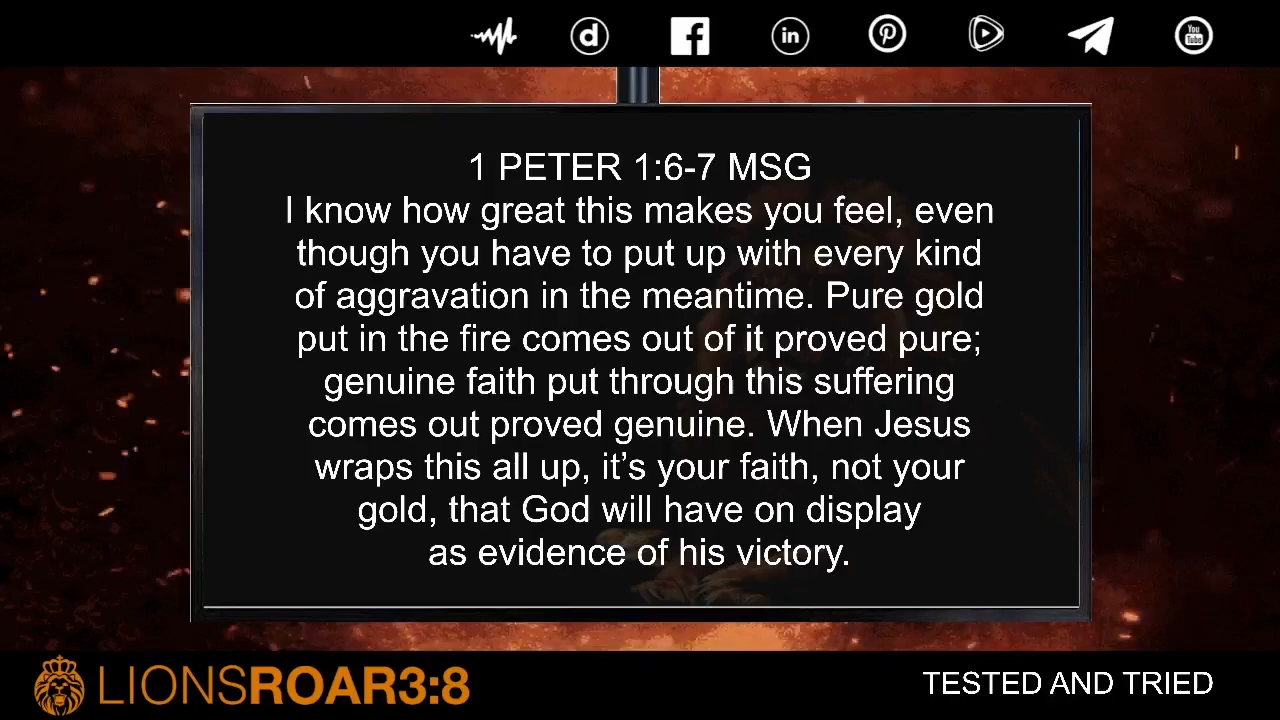 You
Tube
1 PETER 1:6-7 MSG
I know how great this makes you feel, even
though you have to put up with every kind
of aggravation in the meantime. Pure gold
put in the fire comes out of it proved pure;
genuine faith put through this suffering
comes out proved genuine. When Jesus
wraps this all up, it’s your faith, not your
gold, that God will have on display
as evidence of his victory.
LIONSROAR3:8
TESTED AND TRIED